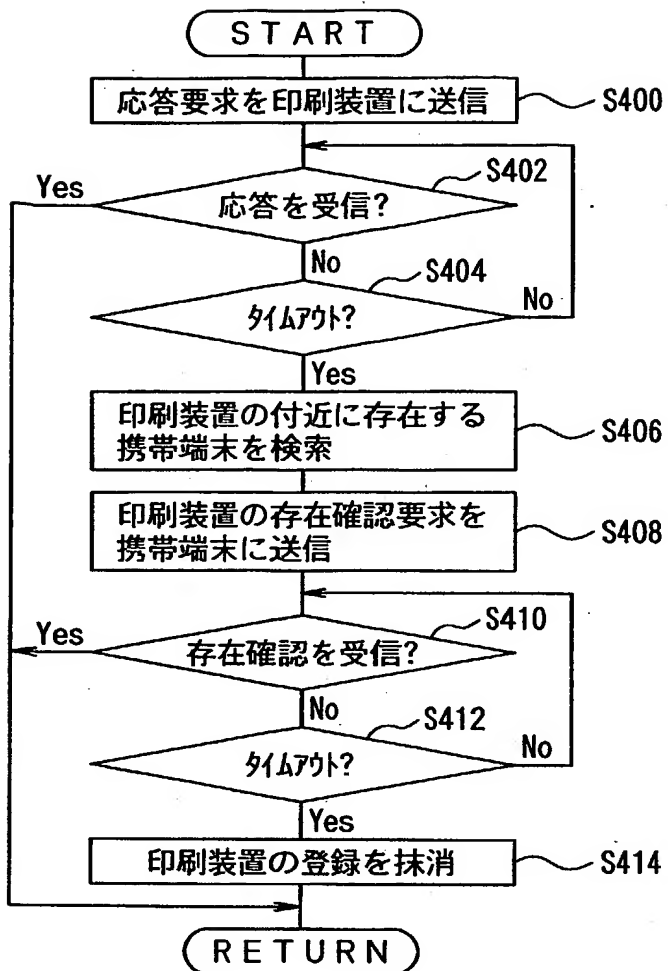 START
応答要求を印刷装置に送信
S400
S402
Yes
応答を受信?
No
S404
タイムアウト?
No
Yes
印刷装置の付近に存在する
携帯端末を検索
S406
印刷装置の存在確認要求を
携帯端末に送信
S408
S410
Yes
存在確認を受信?
No
S412
タイムアウト?
No
Yes
印刷装置の登録を抹消
S414
RETURN